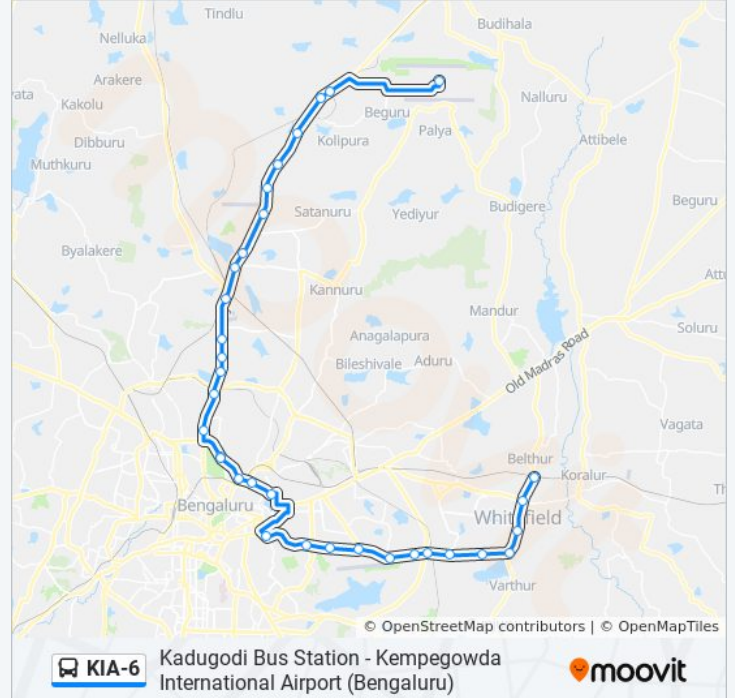 Tindlu
Budihala
Nelluka
Arakere
yata
Kakolu
Nalluru
Beguru
Palya
Dibburu
Kolipura
Attibele
Muthkuru
Satanuru
Yediyur
Budigere
Beguru
Byalakere
Kannuru
Att
Mandur
Soluru
Anagalapura
Bileshivale
Aduru
Old Madras Road
Vagata
Belthur
Koralur
Th
Bengaluru
Whitefield
Varthur
© OpenStreetMap contributors | © OpenMapTiles
KIA-6
Kadugodi Bus Station - Kempegowda
International Airport (Bengaluru)
moovit